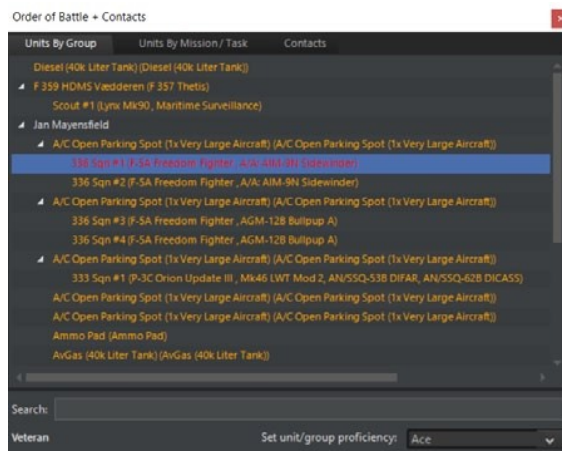 Order of Battle + Contacts
Units By Group Units By Mission / Task Contacts
Diesel (40k Liter Tank) (Diesel (40k Liter Tank))
F 359 HDMS Vædderen (F 357 Thetis)
Scout #1 (Lynx Mk90 , Maritime Surveillance)
Jan Mayensfield
A/C Open Parking Spot (1x Very Large Aircraft) (A/C Open Parking Spot (1x Very Large Aircraft))
336 Sqn #1 (F-5A Freedom Fighter , A/A: AIM-9N Sidewinder)
336 Sqn #2 (F-5A Freedom Fighter , A/A: AIM-9N Sidewinder)
A/C Open Parking Spot (1x Very Large Aircraft) (A/C Open Parking Spot (1x Very Large Aircraft))
336 Sqn #3 (F-5A Freedom Fighter , AGM-12B Bullpup A)
336 Sqn #4 (F-5A Freedom Fighter , AGM-12B Bullpup A)
A/C Open Parking Spot (1x Very Large Aircraft) (A/C Open Parking Spot (1x Very Large Aircraft))
333 Sqn #1 (P-3C Orion Update III , Mk46 LWT Mod 2, AN/SSQ-53B DIFAR, AN/SSQ-62B DICASS)
A/C Open Parking Spot (1x Very Large Aircraft) (A/C Open Parking Spot (1x Very Large Aircraft))
A/C Open Parking Spot (1x Very Large Aircraft) (A/C Open Parking Spot (1x Very Large Aircraft))
Ammo Pad (Ammo Pad)
AvGas (40k Liter Tank) (AvGas (40k Liter Tank))
Search:
Veteran Set unit/group proficiency: Ace